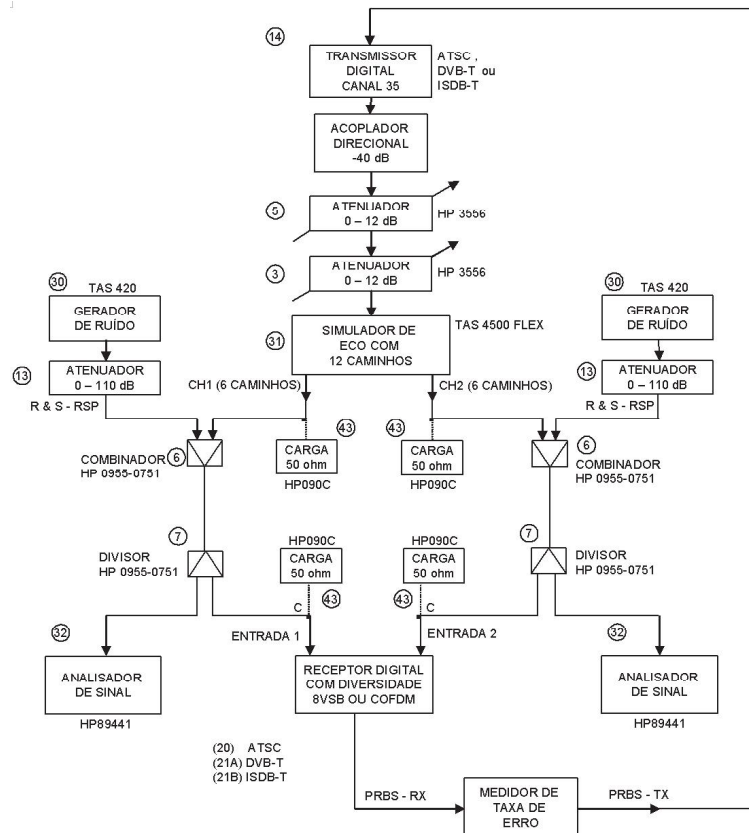 14
TRANSMISSOR
DIGITAL
CANAL 35
ATSC ,
DVB-T ou
ISDB-T
ACOPLADOR
DIRECIONAL
-40 dB
5
ATENUADOR
0 – 12 dB
HP 3556
3
ATENUADOR
0 – 12 dB
HP 3556
30
TAS 420
GERADOR
DE RUÍDO
31
SIMULADOR DE
ECO COM
12 CAMINHOS
TAS 4500 FLEX
30
TAS 420
GERADOR
DE RUÍDO
13
ATENUADOR
0 – 110 dB
R & S - RSP
CH1 (6 CAMINHOS)
CH2 (6 CAMINHOS)
13
ATENUADOR
0 – 110 dB
R & S - RSP
6
COMBINADOR
HP 0955-0751
43
CARGA
50 ohm
HP090C
43
CARGA
50 ohm
HP090C
6
COMBINADOR
HP 0955-0751
7
DIVISOR
HP 0955-0751
HP090C
CARGA
50 ohm
43
C
HP090C
CARGA
50 ohm
43
C
7
DIVISOR
HP 0955-0751
32
ANALISADOR
DE SINAL
HP89441
ENTRADA 1
ENTRADA 2
RECEPTOR DIGITAL
COM DIVERSIDADE
8VSB OU COFDM
32
ANALISADOR
DE SINAL
HP89441
(20) ATSC
(21A) DVB-T
(21B) ISDB-T
PRBS - RX
MEDIDOR DE
TAXA DE
ERRO
PRBS - TX